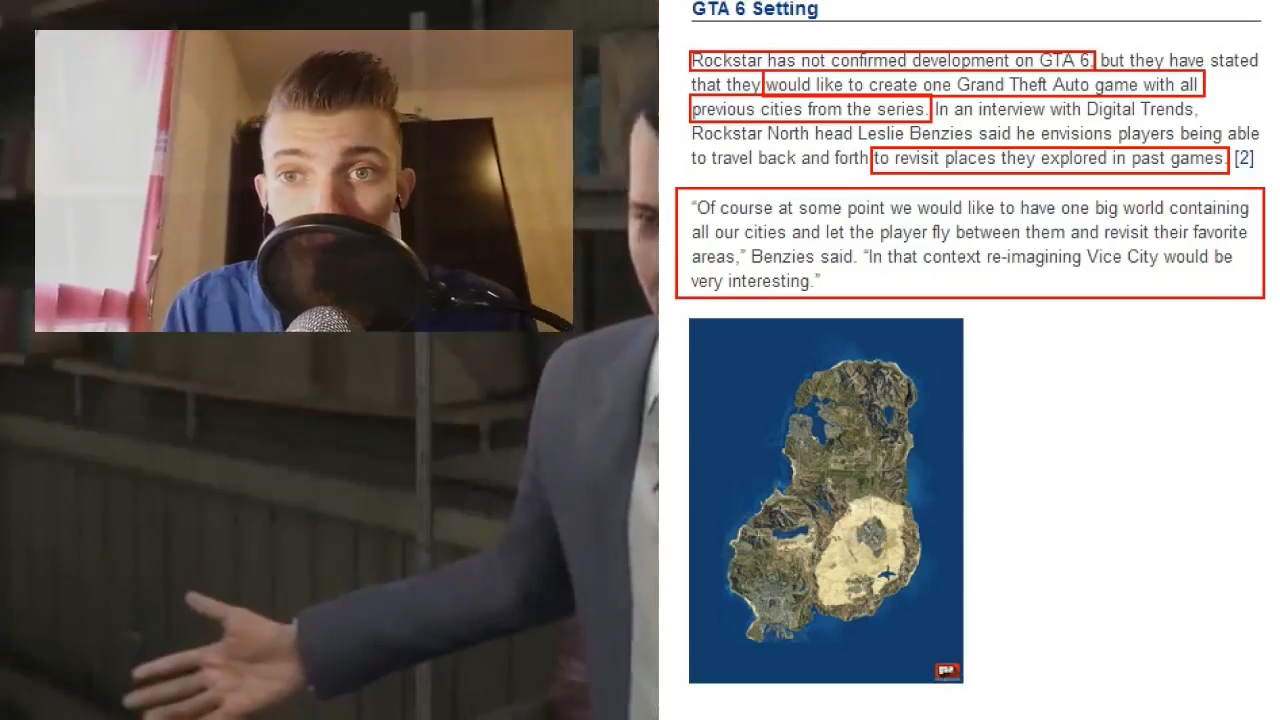 GTA 6 Setting
Rockstar has not confirmed development on GTA 6, but they have stated
that they would like to create one Grand Theft Auto game with all
previous cities from the series. In an interview with Digital Trends,
Rockstar North head Leslie Benzies said he envisions players being able
to travel back and forth to revisit places they explored in past games. [2]
“Of course at some point we would like to have one big world containing
all our cities and let the player fly between them and revisit their favorite
areas,” Benzies said. “In that context re-imagining Vice City would be
very interesting.”